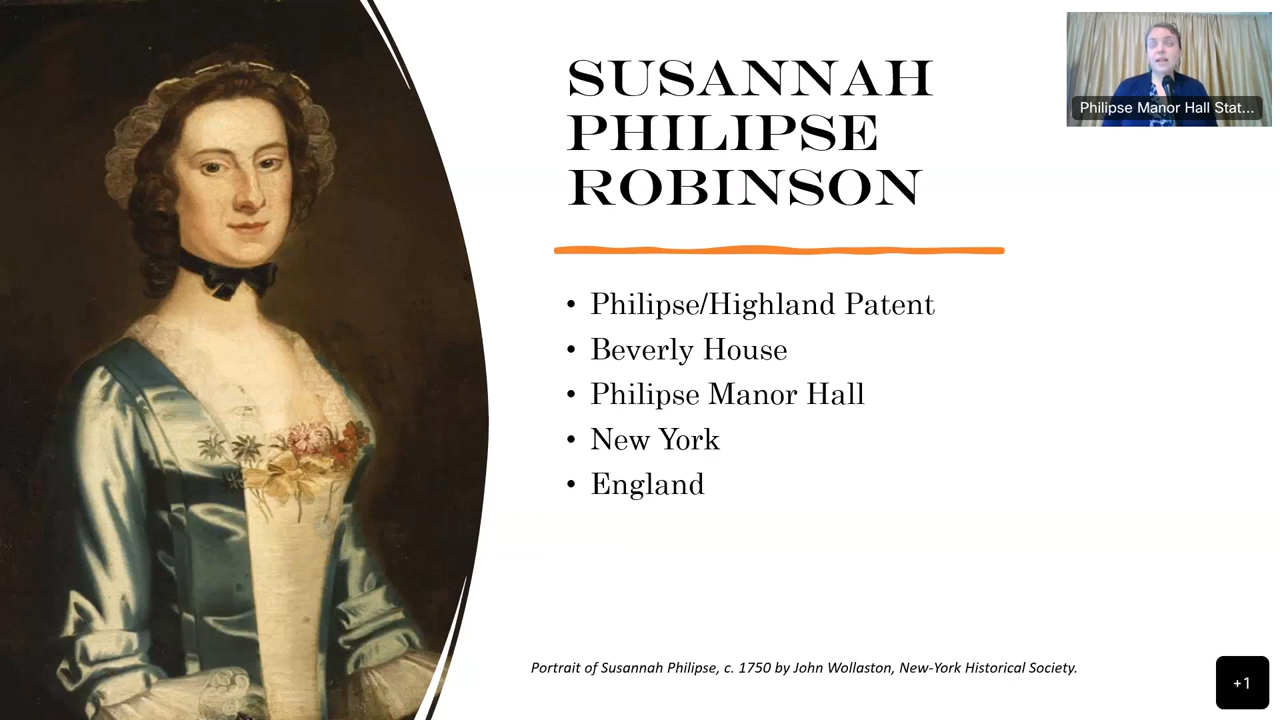 SUSANNAH
PHILIPSE
ROBINSON
Philipse Manor Hall Stat...
• Philipse/Highland Patent
• Beverly House
• Philipse Manor Hall
• New York
• England
Portrait of Susannah Philipse, c. 1750 by John Wollaston, New-York Historical Society.
+1